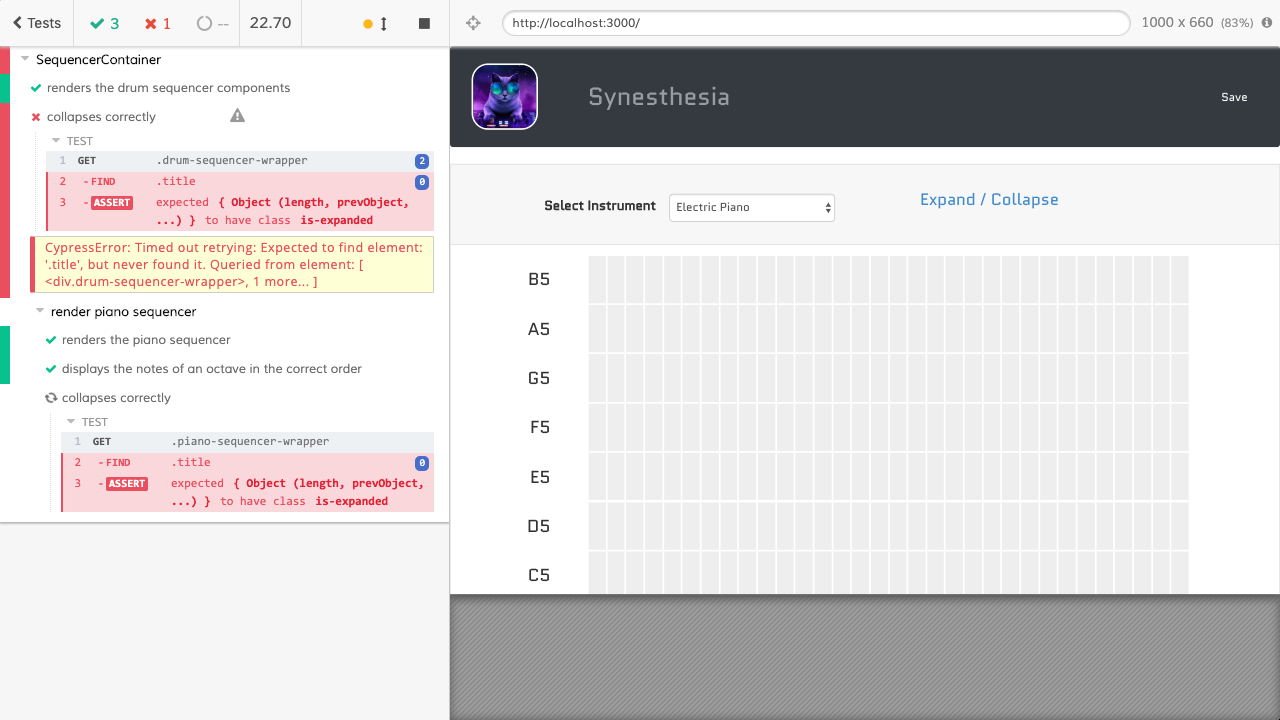 Tests
3
1
--
22.70
http://localhost:3000/
1000 x 660 (83%)
SequencerContainer
renders the drum sequencer components
collapses correctly
TEST
1 GET .drum-sequencer-wrapper 2
2 -FIND .title 0
3 -ASSERT expected { Object (length, prevObject,
...) } to have class is-expanded
CypressError: Timed out retrying: Expected to find element:
'.title', but never found it. Queried from element: [
<div.drum-sequencer-wrapper>, 1 more... ]
render piano sequencer
renders the piano sequencer
displays the notes of an octave in the correct order
collapses correctly
TEST
1 GET .piano-sequencer-wrapper
2 -FIND .title 0
3 -ASSERT expected { Object (length, prevObject,
...) } to have class is-expanded
Synesthesia
Save
Select Instrument Electric Piano
Expand / Collapse
B5
A5
G5
F5
E5
D5
C5